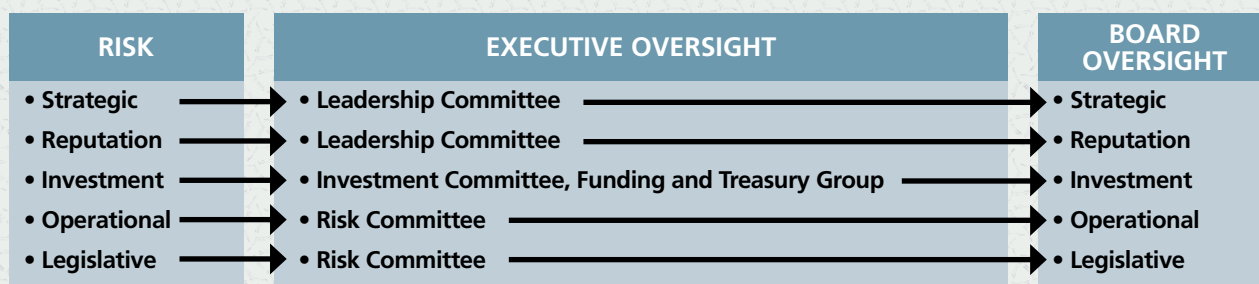 RISK
EXECUTIVE OVERSIGHT
BOARD
OVERSIGHT
• Strategic
• Leadership Committee
• Strategic
• Reputation
• Leadership Committee
• Reputation
• Investment
• Investment Committee, Funding and Treasury Group
• Investment
• Operational
• Risk Committee
• Operational
• Legislative
• Risk Committee
• Legislative